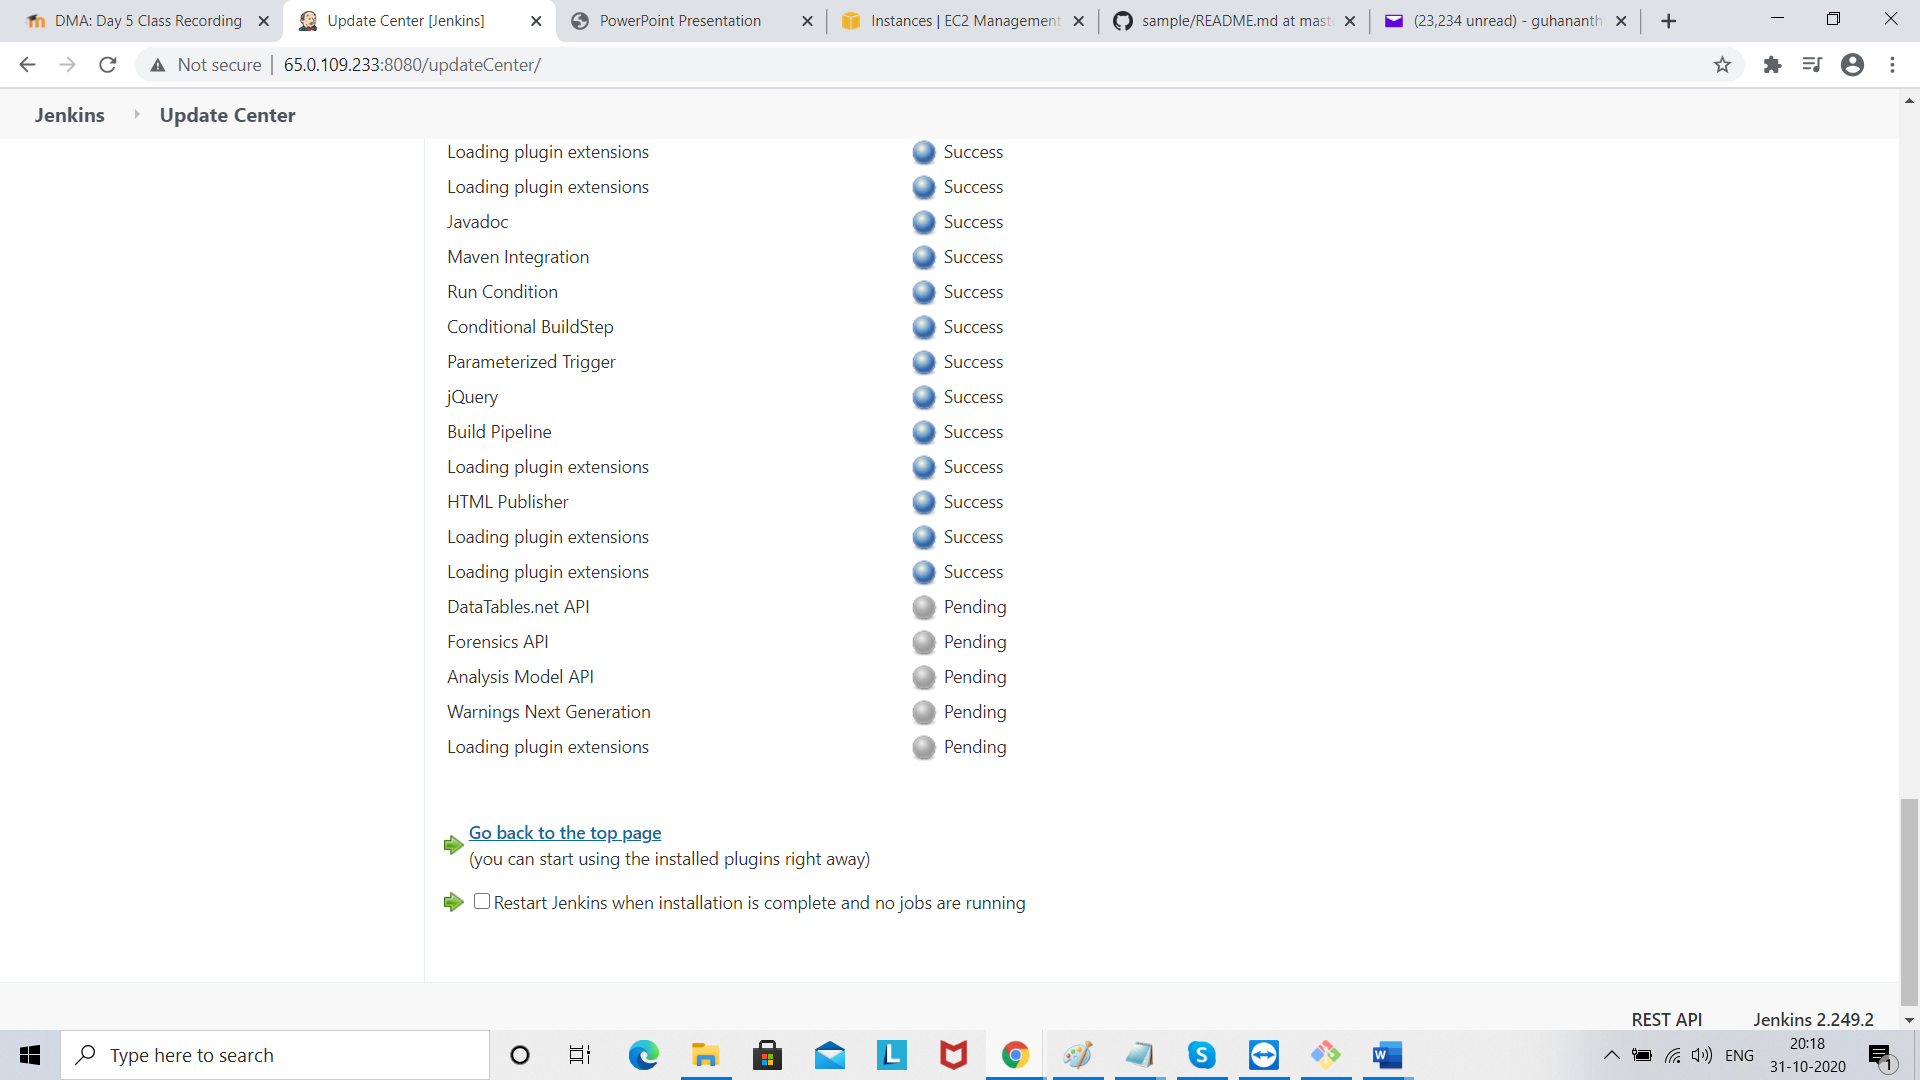 DMA: Day 5 Class Recording
Update Center [Jenkins]
PowerPoint Presentation
Instances | EC2 Management
sample/README.md at mast
(23,234 unread) - guhananth
Not secure
65.0.109.233:8080/updateCenter/
Jenkins
Update Center
Loading plugin extensions Success
Loading plugin extensions Success
Javadoc Success
Maven Integration Success
Run Condition Success
Conditional BuildStep Success
Parameterized Trigger Success
jQuery Success
Build Pipeline Success
Loading plugin extensions Success
HTML Publisher Success
Loading plugin extensions Success
Loading plugin extensions Success
DataTables.net API Pending
Forensics API Pending
Analysis Model API Pending
Warnings Next Generation Pending
Loading plugin extensions Pending
Go back to the top page
(you can start using the installed plugins right away)
Restart Jenkins when installation is complete and no jobs are running
REST API
Jenkins 2.249.2
Type here to search
L
S
W
ENG
20:18
31-10-2020
1